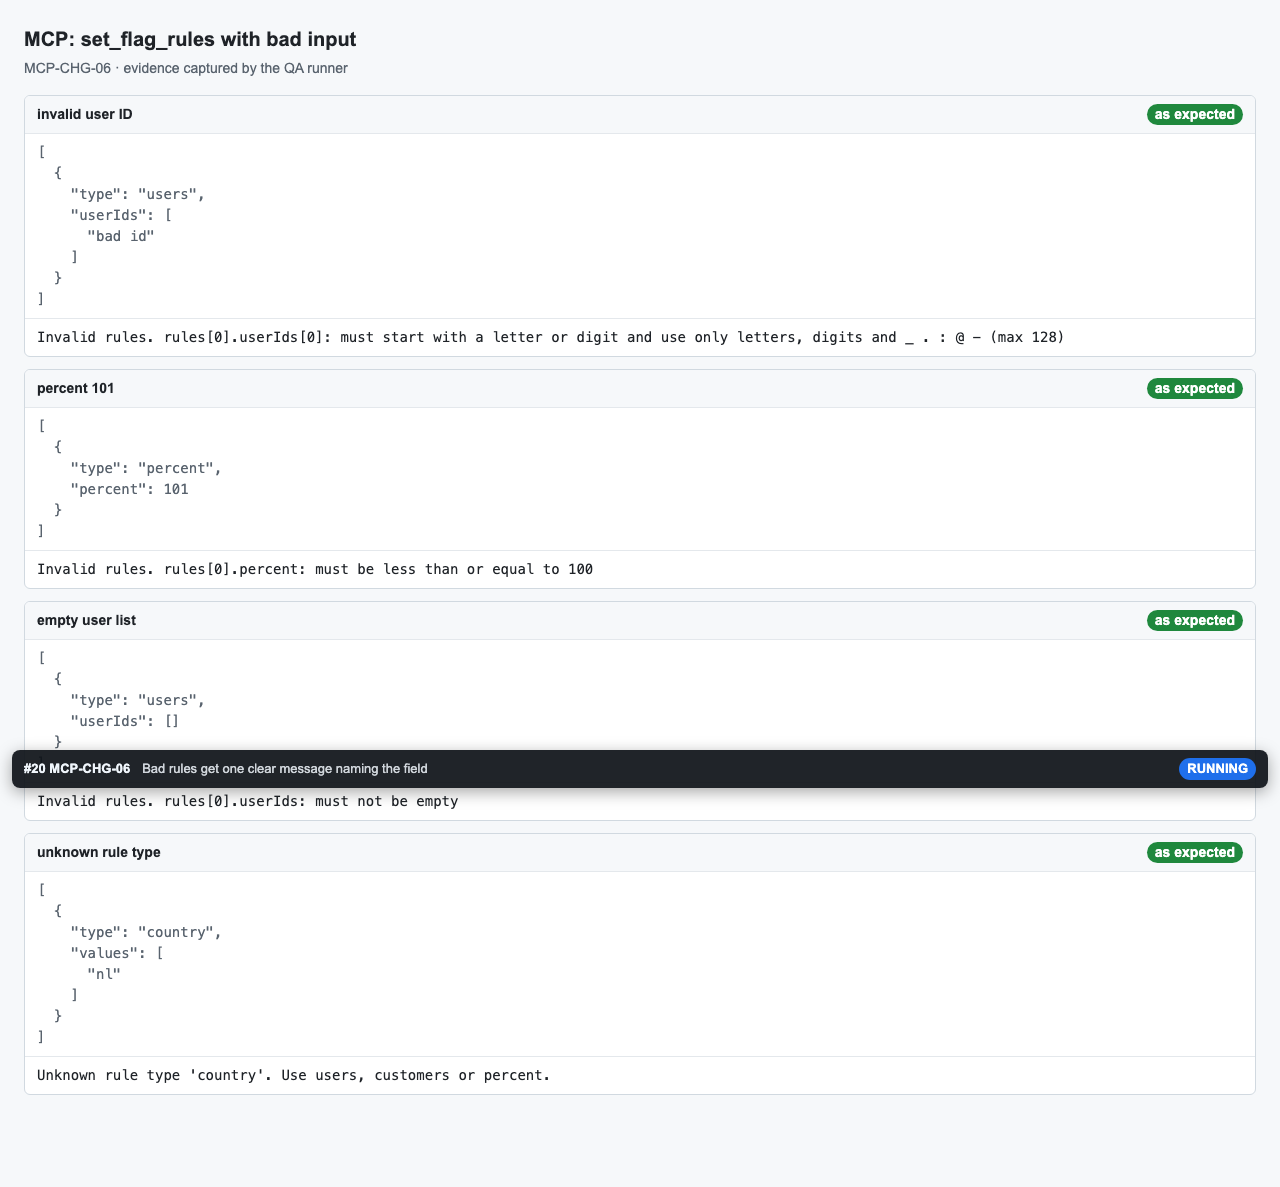 MCP: set_flag_rules with bad input
MCP-CHG-06 · evidence captured by the QA runner
invalid user ID
as expected
[
  {
    "type": "users",
    "userIds": [
      "bad id"
    ]
  }
]
Invalid rules. rules[0].userIds[0]: must start with a letter or digit and use only letters, digits and _ . : @ – (max 128)
percent 101
as expected
[
  {
    "type": "percent",
    "percent": 101
  }
]
Invalid rules. rules[0].percent: must be less than or equal to 100
empty user list
as expected
[
  {
    "type": "users",
    "userIds": []
  }
#20 MCP-CHG-06 Bad rules get one clear message naming the field RUNNING
Invalid rules. rules[0].userIds: must not be empty
unknown rule type
as expected
[
  {
    "type": "country",
    "values": [
      "nl"
    ]
  }
]
Unknown rule type 'country'. Use users, customers or percent.